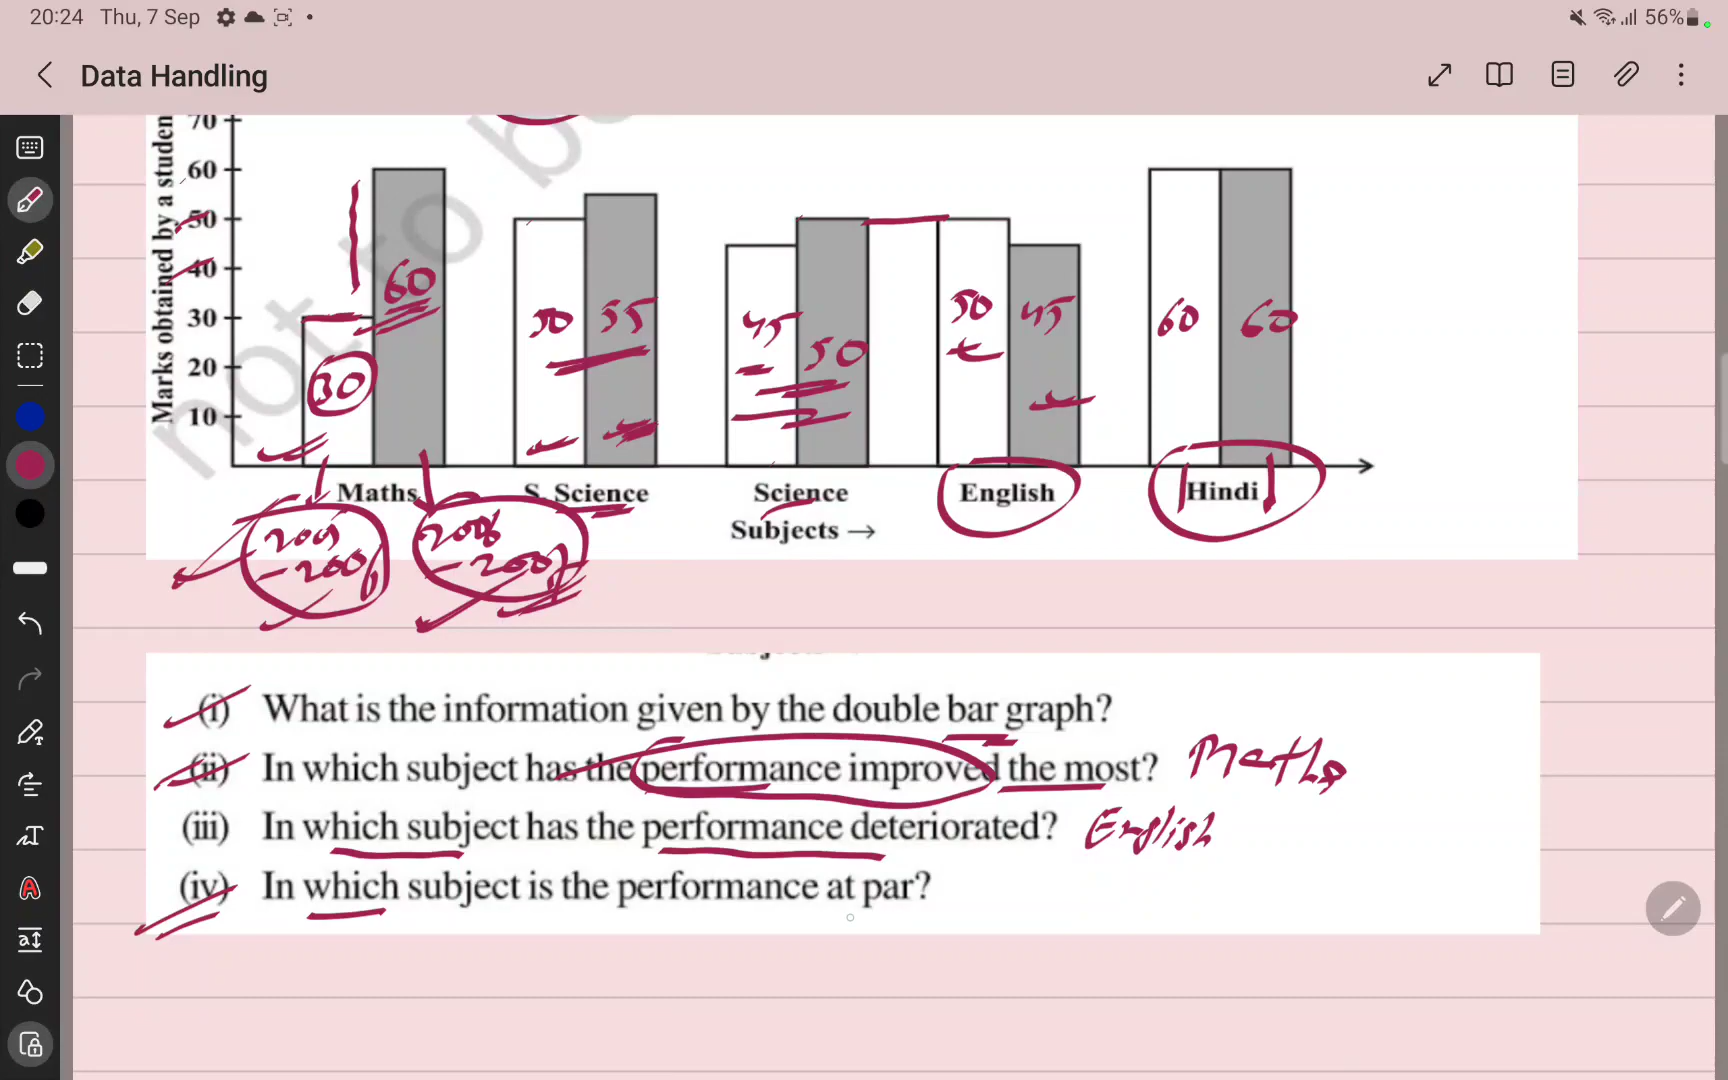 20:24 Thu, 7 Sep 56%
Data Handling
not to be
Marks obtained by a studen
70
60
50
40
30
20
10
30 60
50 55
45 50
50 45
60 60
Maths S. Science Science English Hindi
Subjects →
2005 2006
-2006 -2007
(i) What is the information given by the double bar graph?
(ii) In which subject has the performance improved the most? Maths
(iii) In which subject has the performance deteriorated? English
(iv) In which subject is the performance at par?